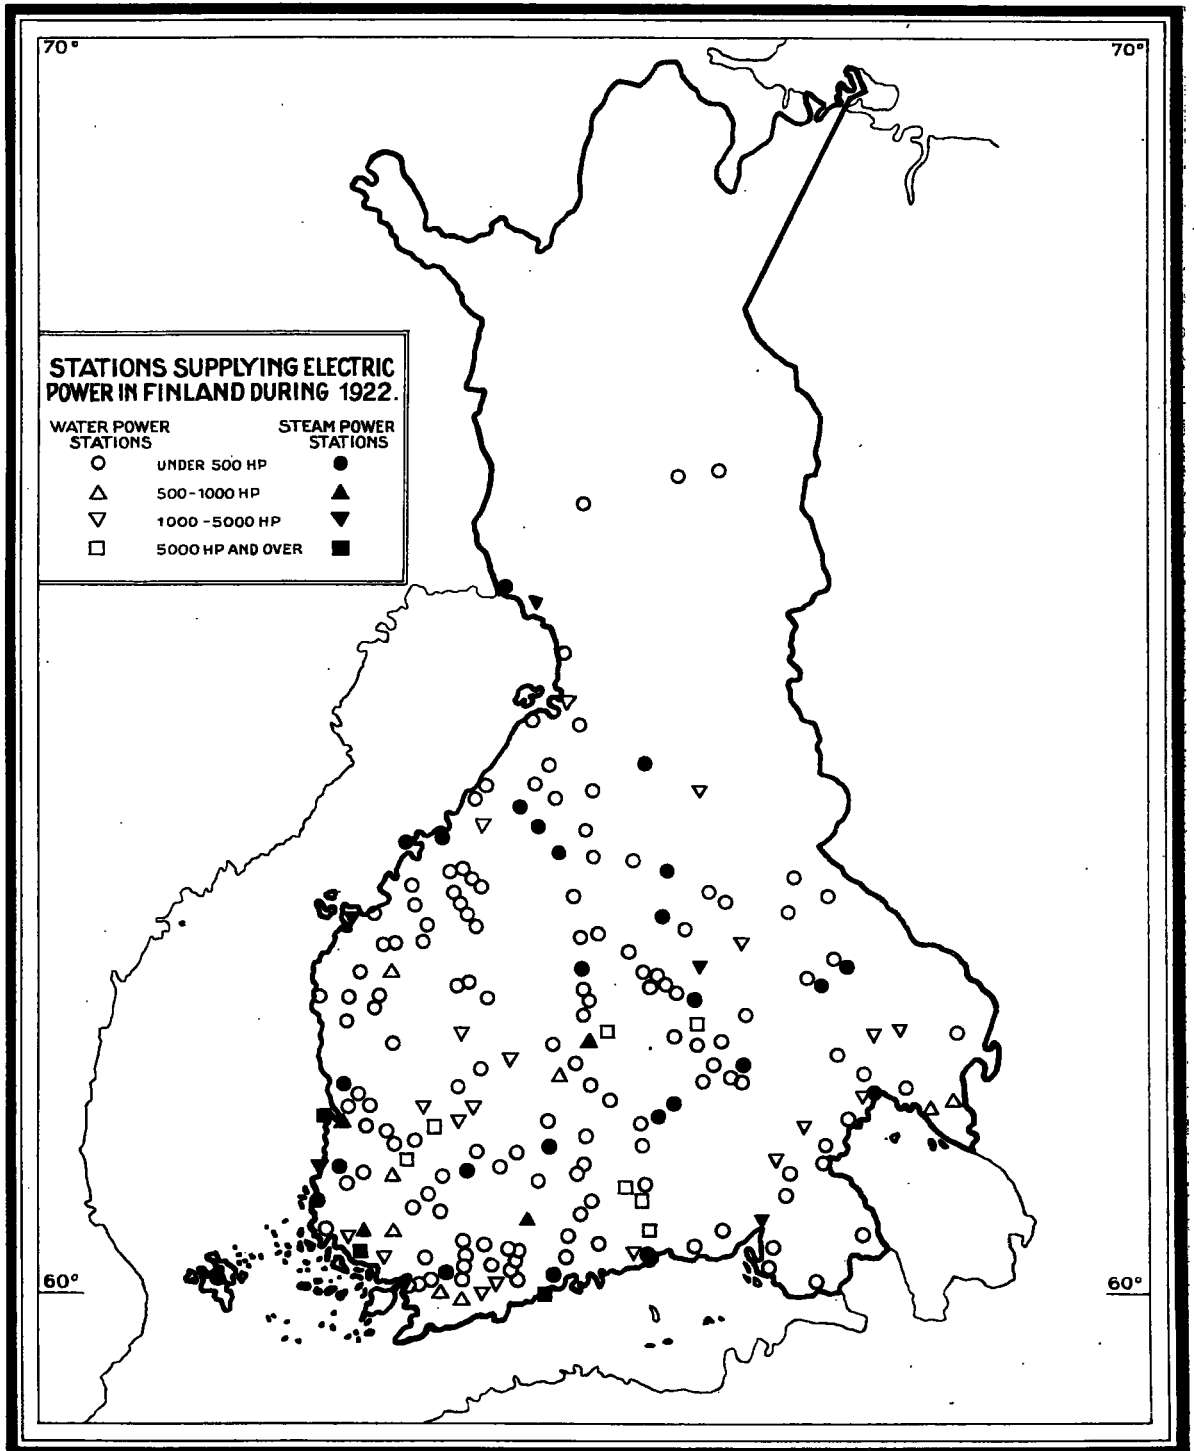 70° 70°
STATIONS SUPPLYING ELECTRIC
POWER IN FINLAND DURING 1922.
WATER POWER STEAM POWER
STATIONS STATIONS
UNDER 500 HP
500-1000 HP
1000-5000 HP
5000 HP AND OVER
60° 60°